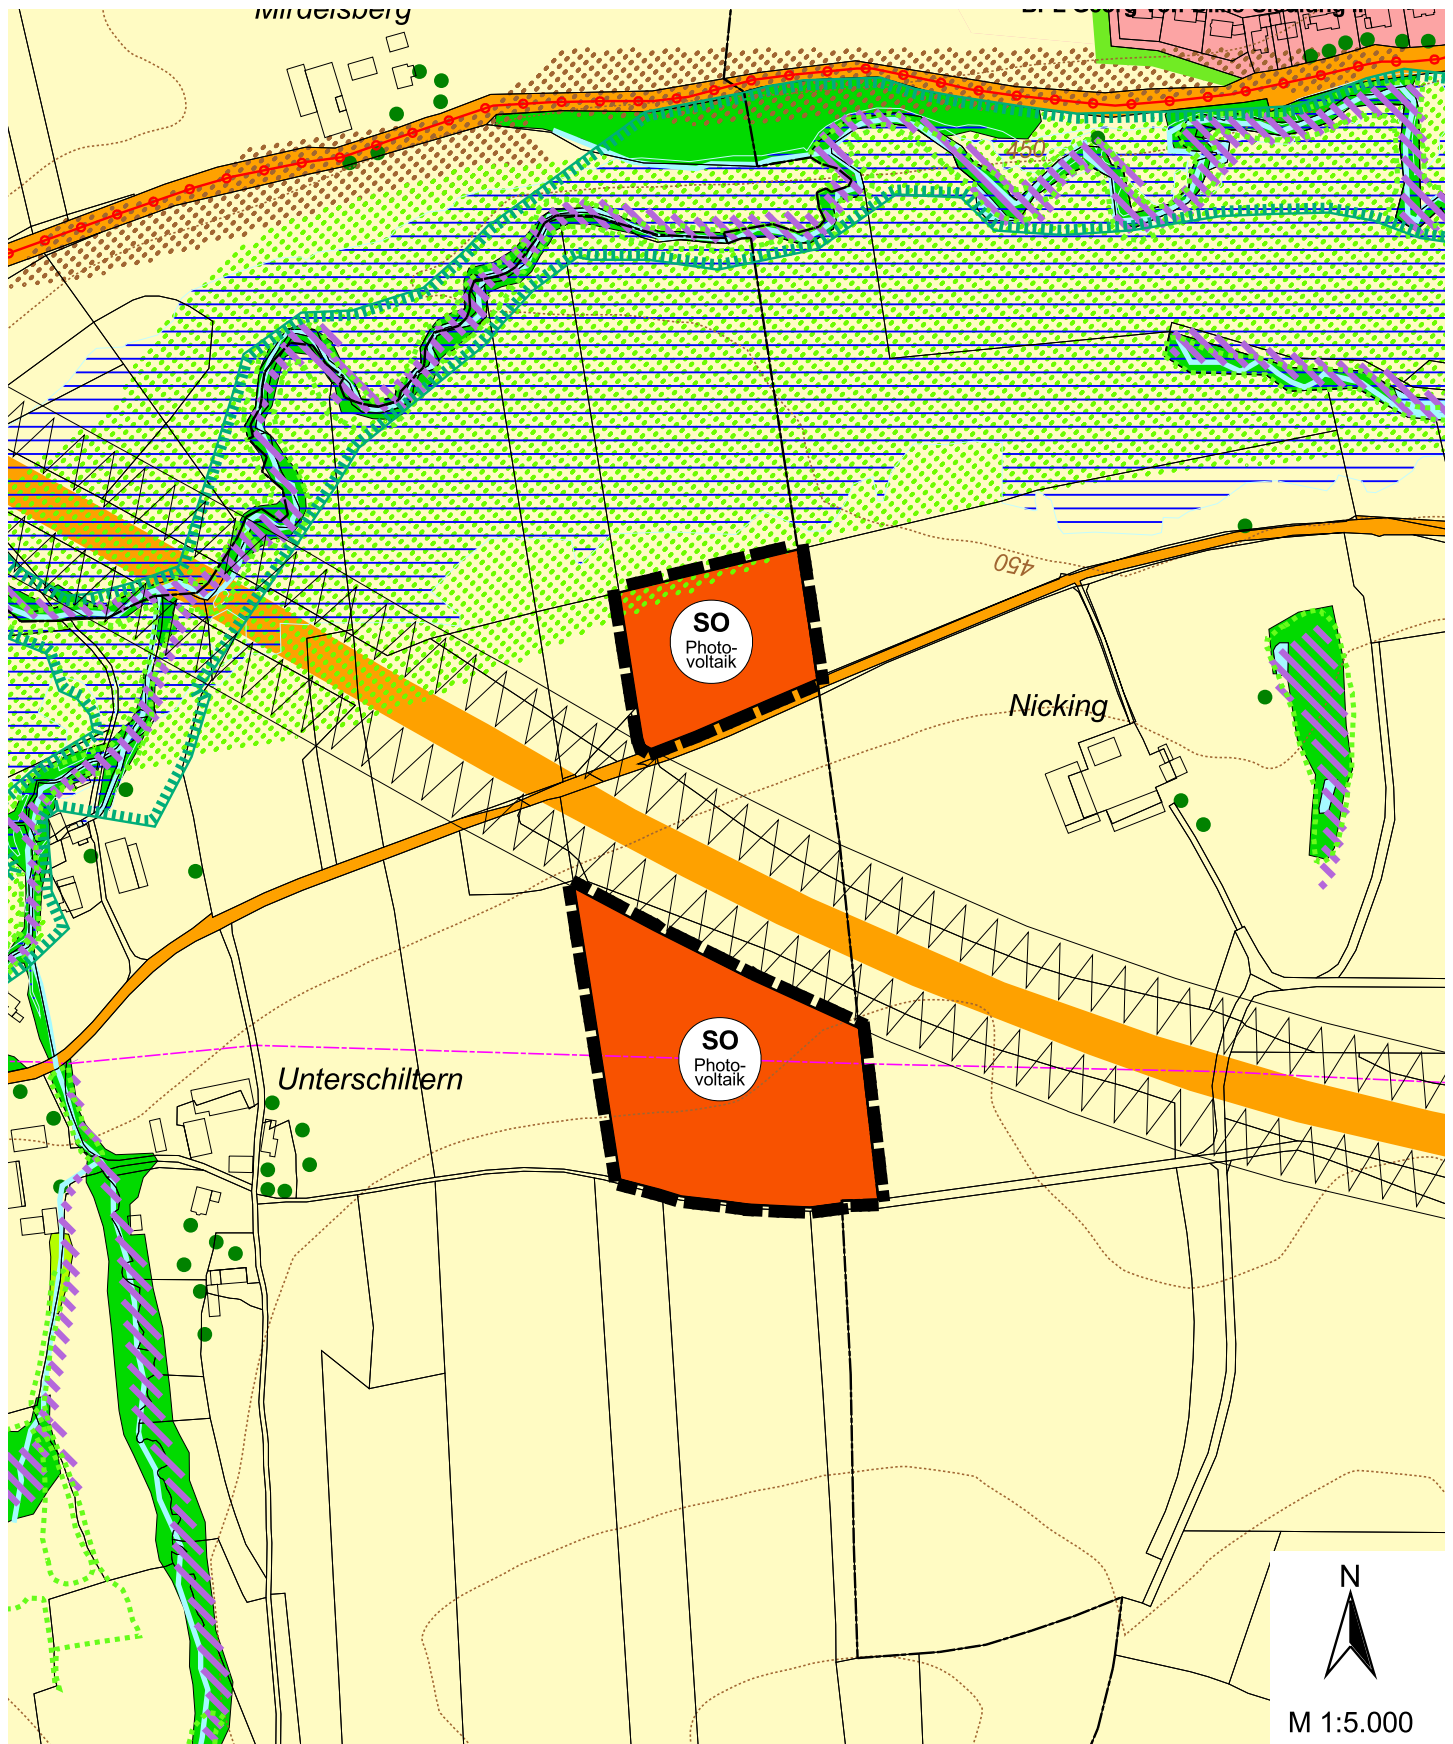 450
450
SO
Photo-
voltaik
Nicking
SO
Photo-
voltaik
Unterschiltern
N
M 1:5.000